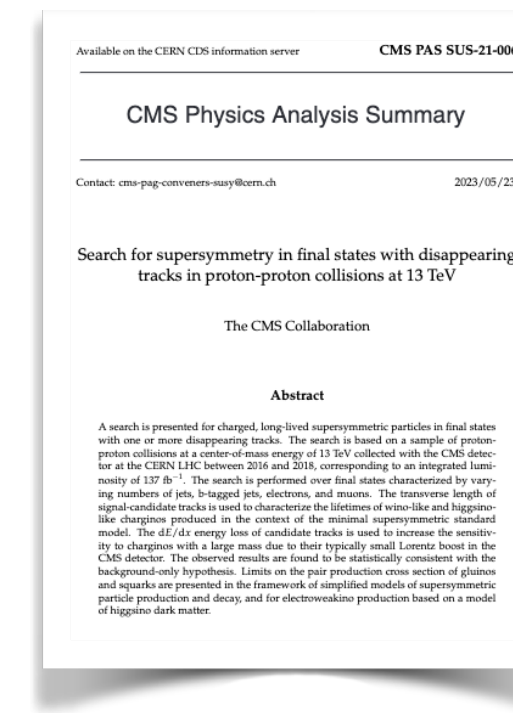 Available on the CERN CDS information server CMS PAS SUS-21-006
CMS Physics Analysis Summary
Contact: cms-pag-conveners-susy@cern.ch 2023/05/23
Search for supersymmetry in final states with disappearing
tracks in proton-proton collisions at 13 TeV
The CMS Collaboration
Abstract
A search is presented for charged, long-lived supersymmetric particles in final states
with one or more disappearing tracks. The search is based on a sample of proton-
proton collisions at a center-of-mass energy of 13 TeV collected with the CMS detec-
tor at the CERN LHC between 2016 and 2018, corresponding to an integrated lumi-
nosity of 137 fb⁻¹. The search is performed over final states characterized by vary-
ing numbers of jets, b-tagged jets, electrons, and muons. The transverse length of
signal-candidate tracks is used to characterize the lifetimes of wino-like and higgsino-
like charginos produced in the context of the minimal supersymmetric standard
model. The dE/dx energy loss of candidate tracks is used to increase the sensitiv-
ity to charginos with a large mass due to their typically small Lorentz boost in the
CMS detector. The observed results are found to be statistically consistent with the
background-only hypothesis. Limits on the pair production cross section of gluinos
and squarks are presented in the framework of simplified models of supersymmetric
particle production and decay, and for electroweakino production based on a model
of higgsino dark matter.